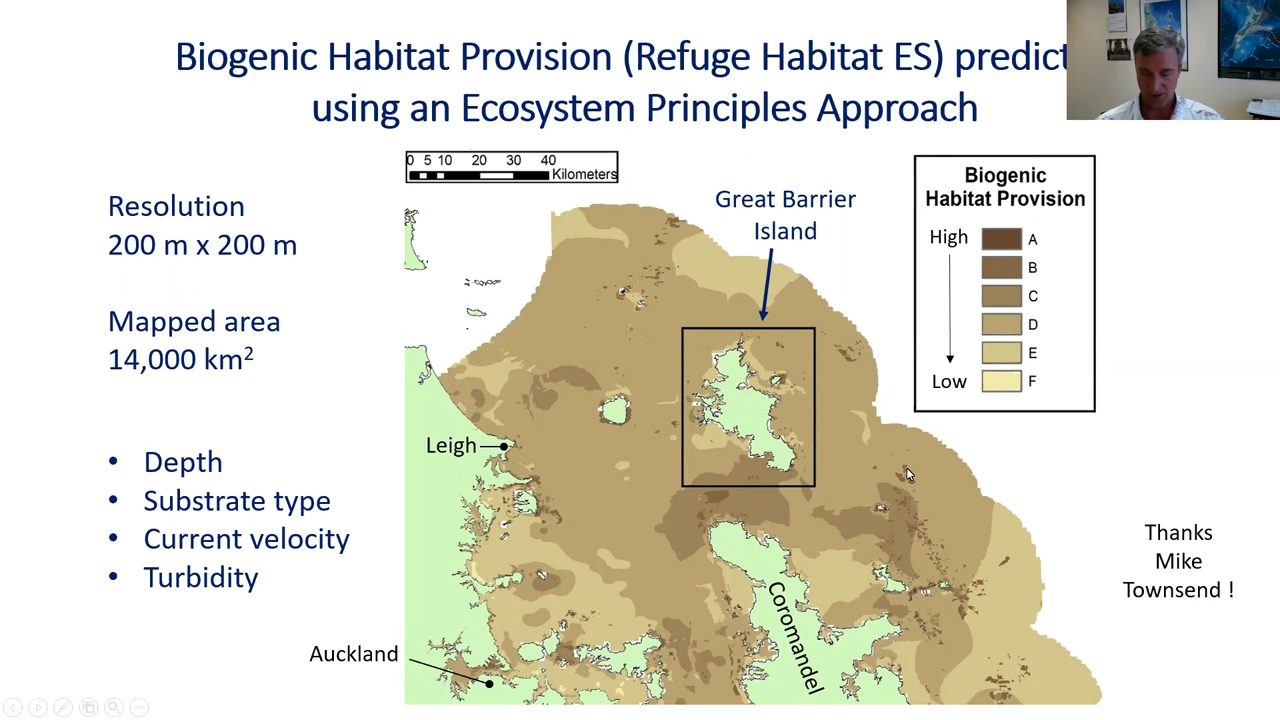 Biogenic Habitat Provision (Refuge Habitat ES) predict
using an Ecosystem Principles Approach
0 5 10 20 30 40
Kilometers
Resolution
200 m x 200 m
Mapped area
14,000 km²
• Depth
• Substrate type
• Current velocity
• Turbidity
Great Barrier
Island
Leigh
Auckland
Coromandel
Biogenic
Habitat Provision
High
Low
A
B
C
D
E
F
Thanks
Mike
Townsend !